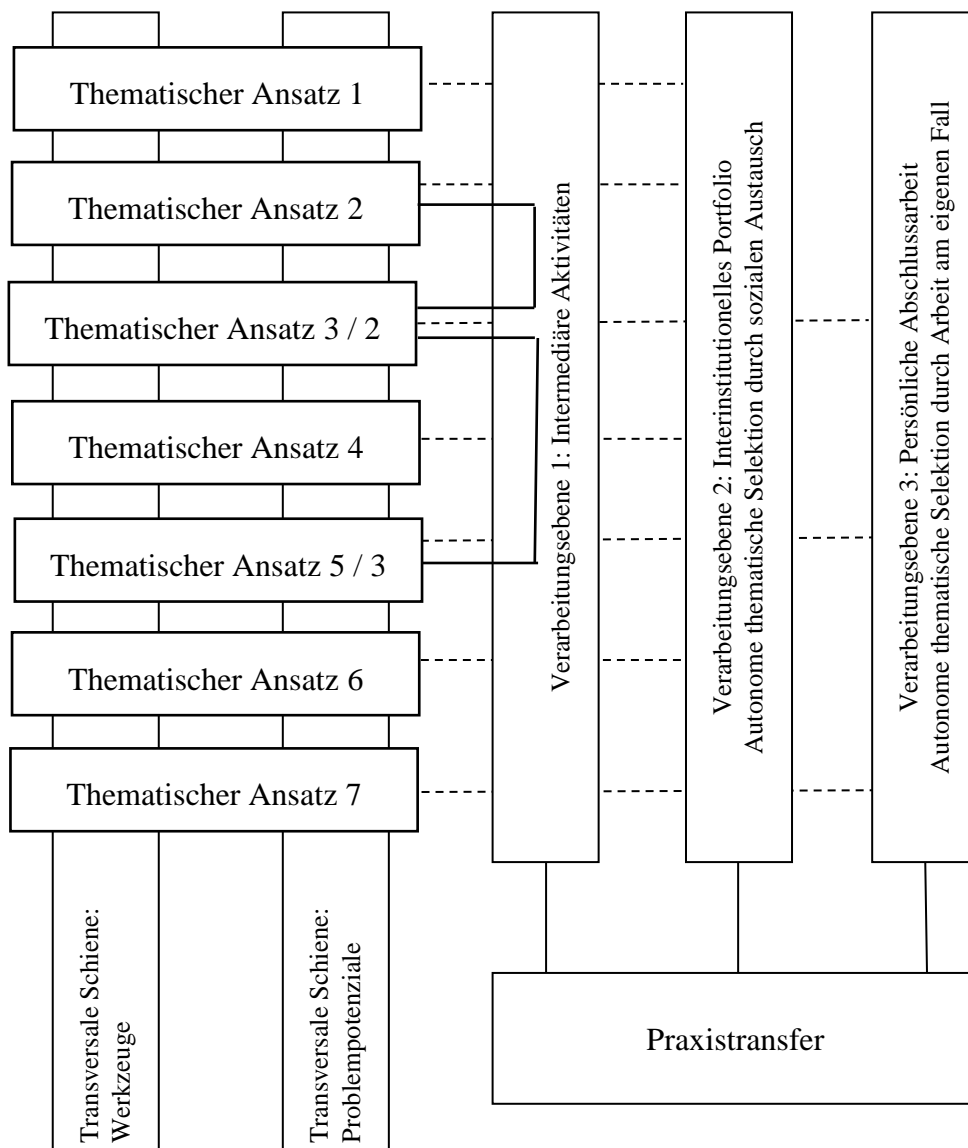 Thematischer Ansatz 1
Thematischer Ansatz 2
Thematischer Ansatz 3 / 2
Thematischer Ansatz 4
Thematischer Ansatz 5 / 3
Thematischer Ansatz 6
Thematischer Ansatz 7
Transversale Schiene:
Werkzeuge
Transversale Schiene:
Problempotenziale
Verarbeitungsebene 1: Intermediäre Aktivitäten
Verarbeitungsebene 2: Interinstitutionelles Portfolio
Autonome thematische Selektion durch sozialen Austausch
Verarbeitungsebene 3: Persönliche Abschlussarbeit
Autonome thematische Selektion durch Arbeit am eigenen Fall
Praxistransfer